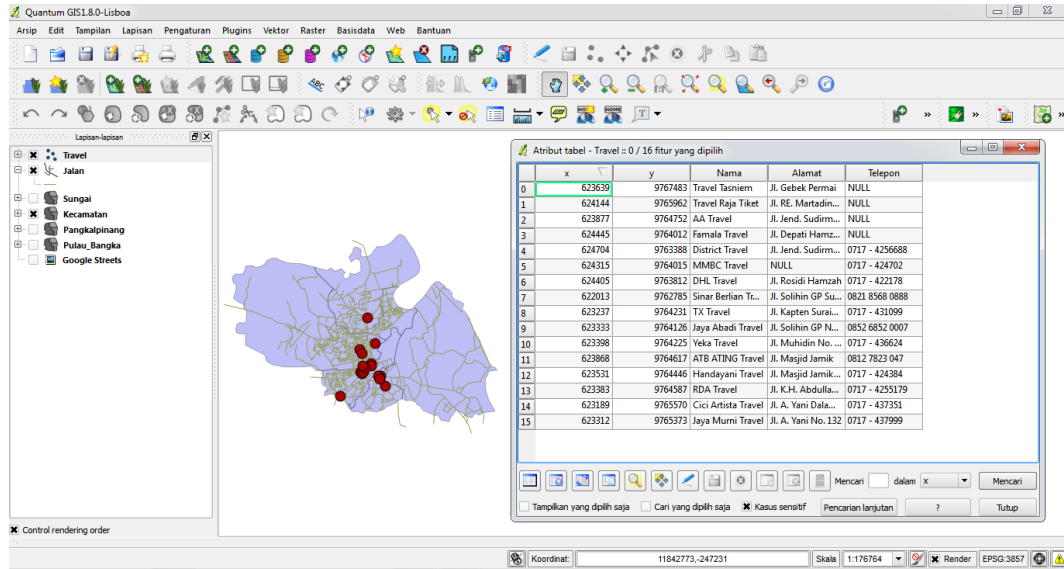 Quantum GIS1.8.0-Lisboa
Arsip Edit Tampilan Lapisan Pengaturan Plugins Vektor Raster Basisdata Web Bantuan
Lapisan-lapisan
Travel
Jalan
Sungai
Kecamatan
Pangkalpinang
Pulau_Bangka
Google Streets
Atribut tabel - Travel :: 0 / 16 fitur yang dipilih
x y Nama Alamat Telepon
0 623639 9767483 Travel Tasniem Jl. Gebek Permai NULL
1 624144 9765962 Travel Raja Tiket Jl. RE. Martadin... NULL
2 623877 9764752 AA Travel Jl. Jend. Sudirm... NULL
3 624445 9764012 Famala Travel Jl. Depati Hamz... NULL
4 624704 9763388 District Travel Jl. Jend. Sudirm... 0717 - 4256688
5 624315 9764015 MMBC Travel NULL 0717 - 424702
6 624405 9763812 DHL Travel Jl. Rosidi Hamzah 0717 - 422178
7 622013 9762785 Sinar Berlian Tr... Jl. Solihin GP Su... 0821 8568 0888
8 623237 9764231 TX Travel Jl. Kapten Surai... 0717 - 431099
9 623333 9764126 Jaya Abadi Travel Jl. Solihin GP N... 0852 6852 0007
10 623398 9764225 Yeka Travel Jl. Muhidin No. ... 0717 - 436624
11 623868 9764617 ATB ATING Travel Jl. Masjid Jamik 0812 7823 047
12 623531 9764446 Handayani Travel Jl. Masjid Jamik... 0717 - 424384
13 623383 9764587 RDA Travel Jl. K.H. Abdulla... 0717 - 4255179
14 623189 9765570 Cici Artista Travel Jl. A. Yani Dala... 0717 - 437351
15 623312 9765373 Jaya Murni Travel Jl. A. Yani No. 132 0717 - 437999
Mencari dalam x Mencari
Tampilkan yang dipilih saja Cari yang dipilih saja Kasus sensitif Pencarian lanjutan ? Tutup
Control rendering order
Koordinat: 11842773,-247231 Skala 1:176764 Render EPSG:3857